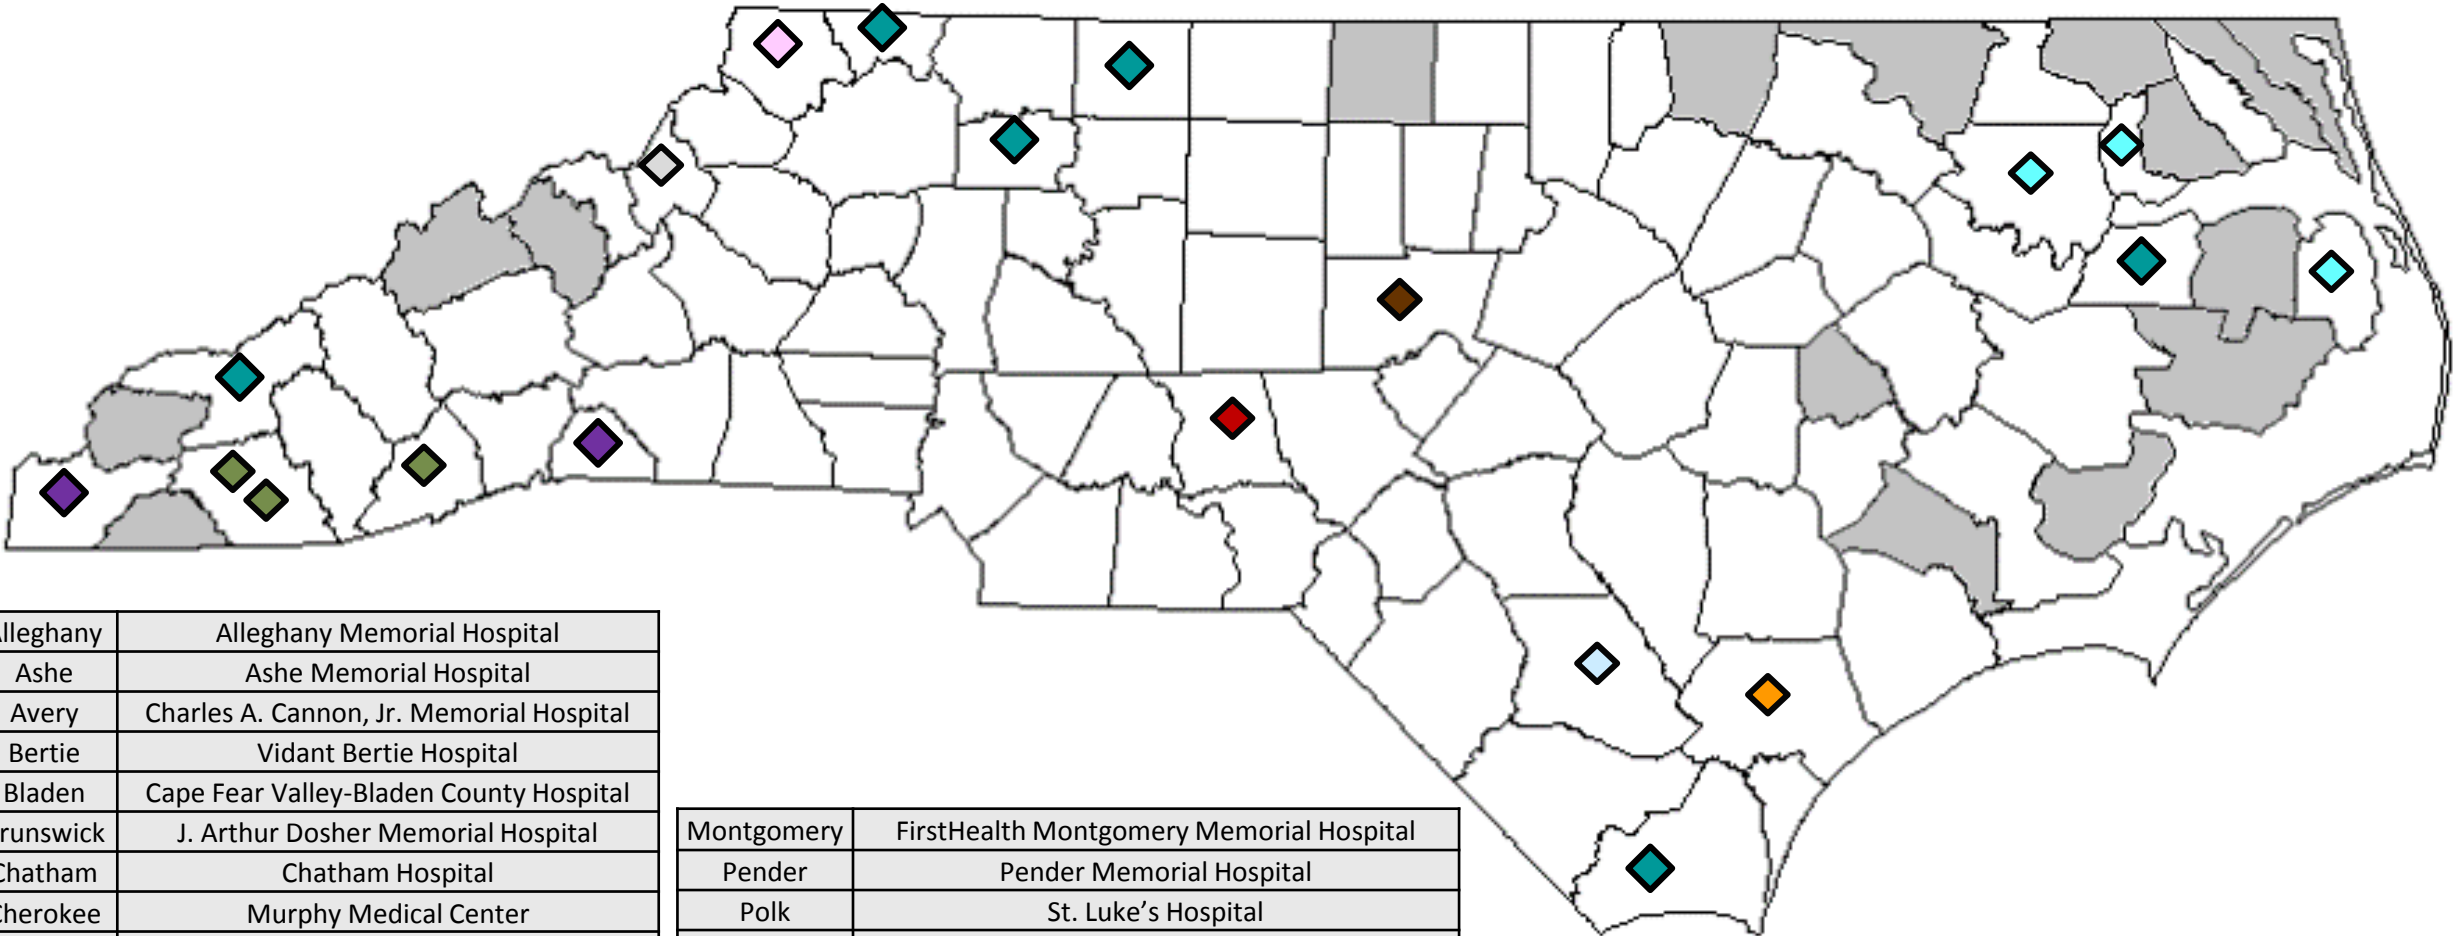 lleghany Alleghany Memorial Hospital
Ashe Ashe Memorial Hospital
Avery Charles A. Cannon, Jr. Memorial Hospital
Bertie Vidant Bertie Hospital
Bladen Cape Fear Valley-Bladen County Hospital
runswick J. Arthur Dosher Memorial Hospital
Chatham Chatham Hospital
Cherokee Murphy Medical Center
Montgomery FirstHealth Montgomery Memorial Hospital
Pender Pender Memorial Hospital
Polk St. Luke’s Hospital